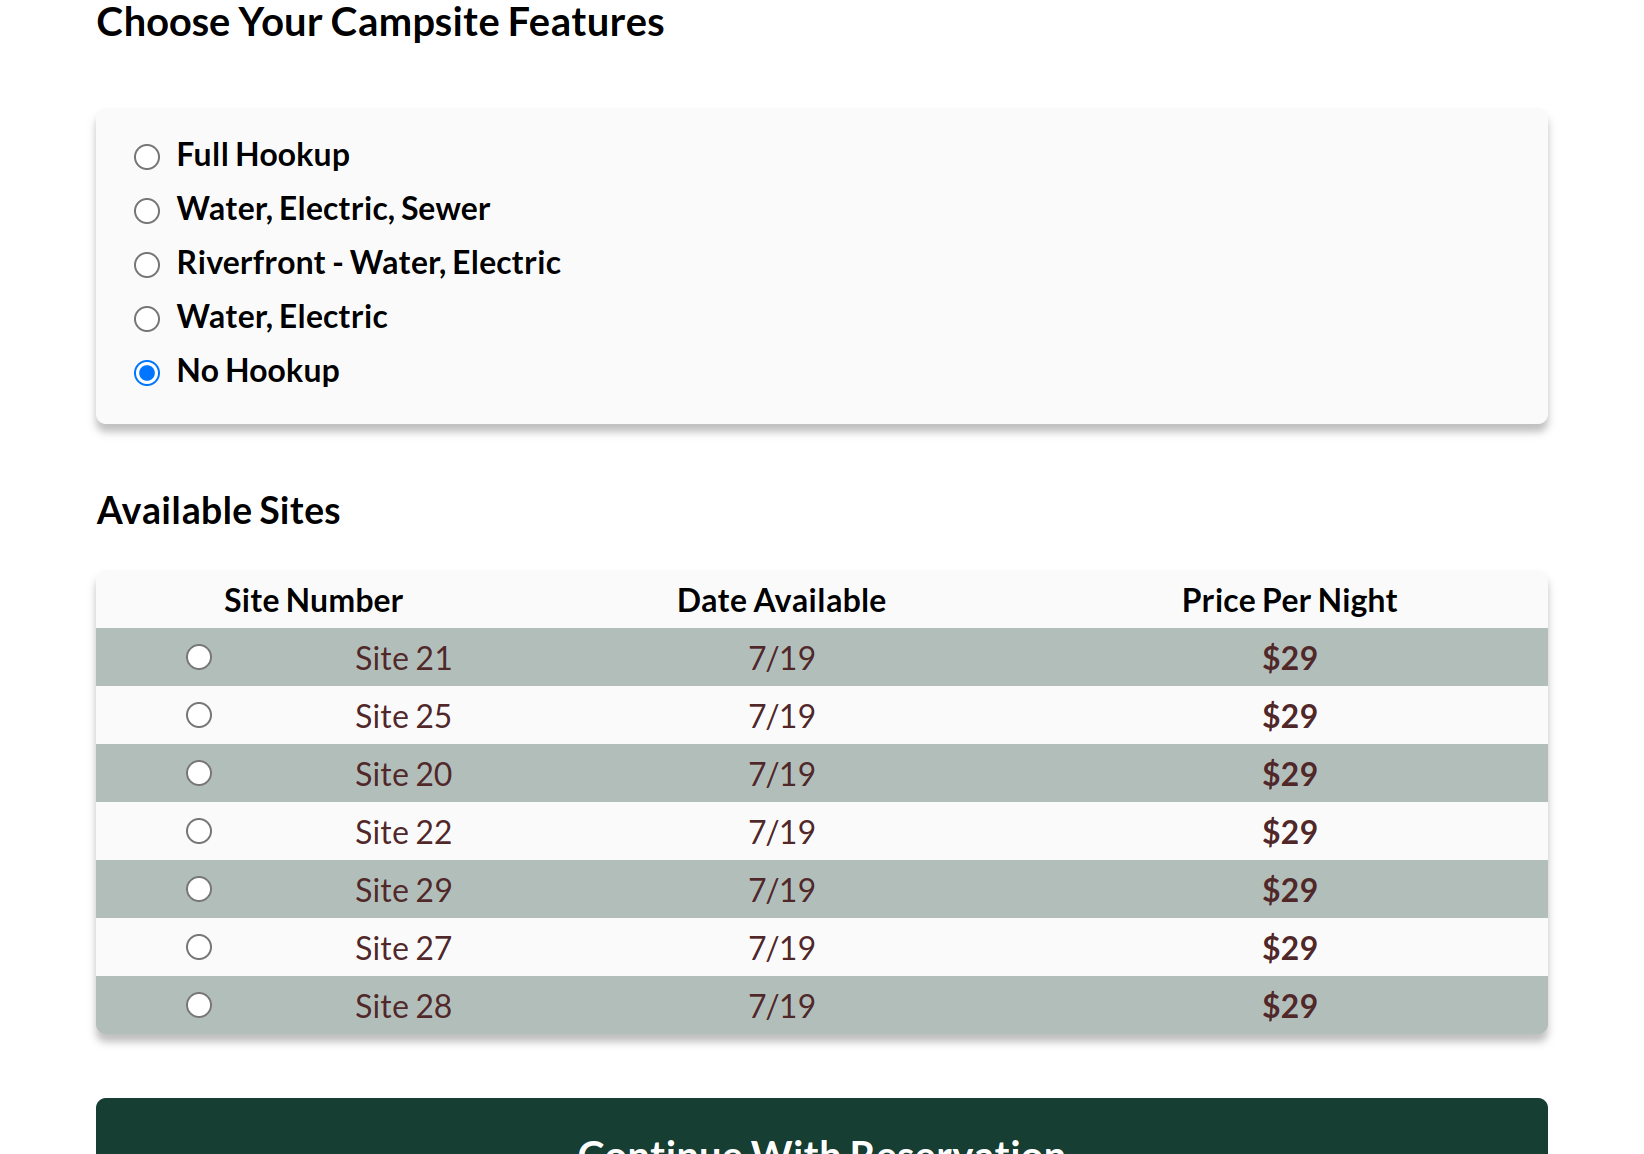 Choose Your Campsite Features
Full Hookup
Water, Electric, Sewer
Riverfront - Water, Electric
Water, Electric
No Hookup
Available Sites
Site Number Date Available Price Per Night
Site 21 7/19 $29
Site 25 7/19 $29
Site 20 7/19 $29
Site 22 7/19 $29
Site 29 7/19 $29
Site 27 7/19 $29
Site 28 7/19 $29
Continue With Reservation